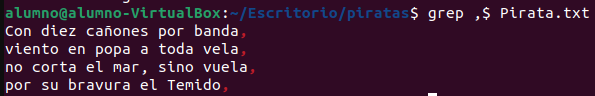 alumno@alumno-VirtualBox:~/Escritorio/piratas$ grep ,$ Pirata.txt
Con diez cañones por banda,
viento en popa a toda vela,
no corta el mar, sino vuela,
por su bravura el Temido,